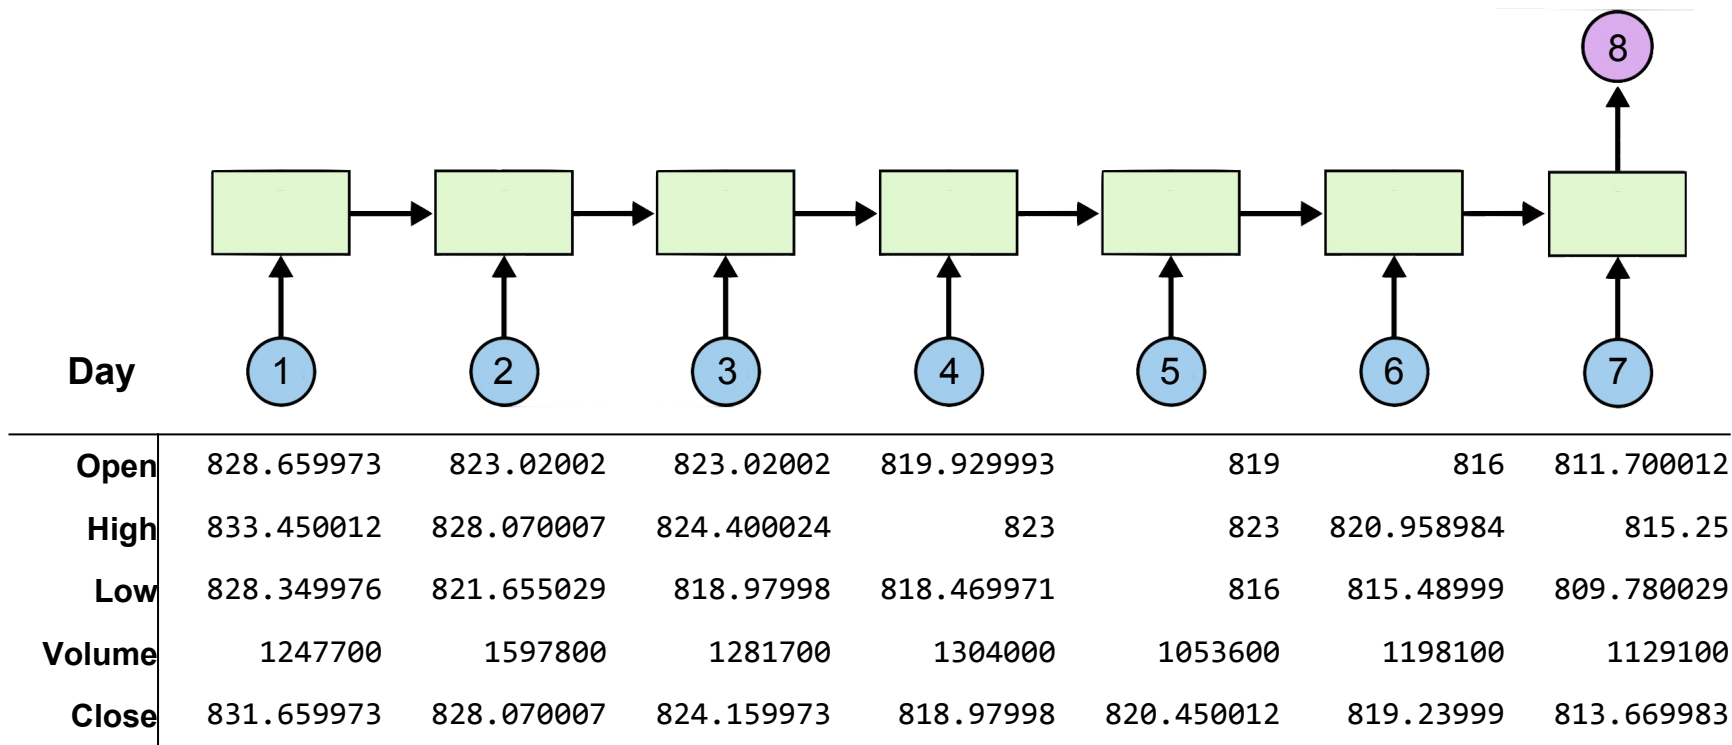 8
Day 1 2 3 4 5 6 7
Open 828.659973 823.02002 823.02002 819.929993 819 816 811.700012
High 833.450012 828.070007 824.400024 823 823 820.958984 815.25
Low 828.349976 821.655029 818.97998 818.469971 816 815.48999 809.780029
Volume 1247700 1597800 1281700 1304000 1053600 1198100 1129100
Close 831.659973 828.070007 824.159973 818.97998 820.450012 819.23999 813.669983